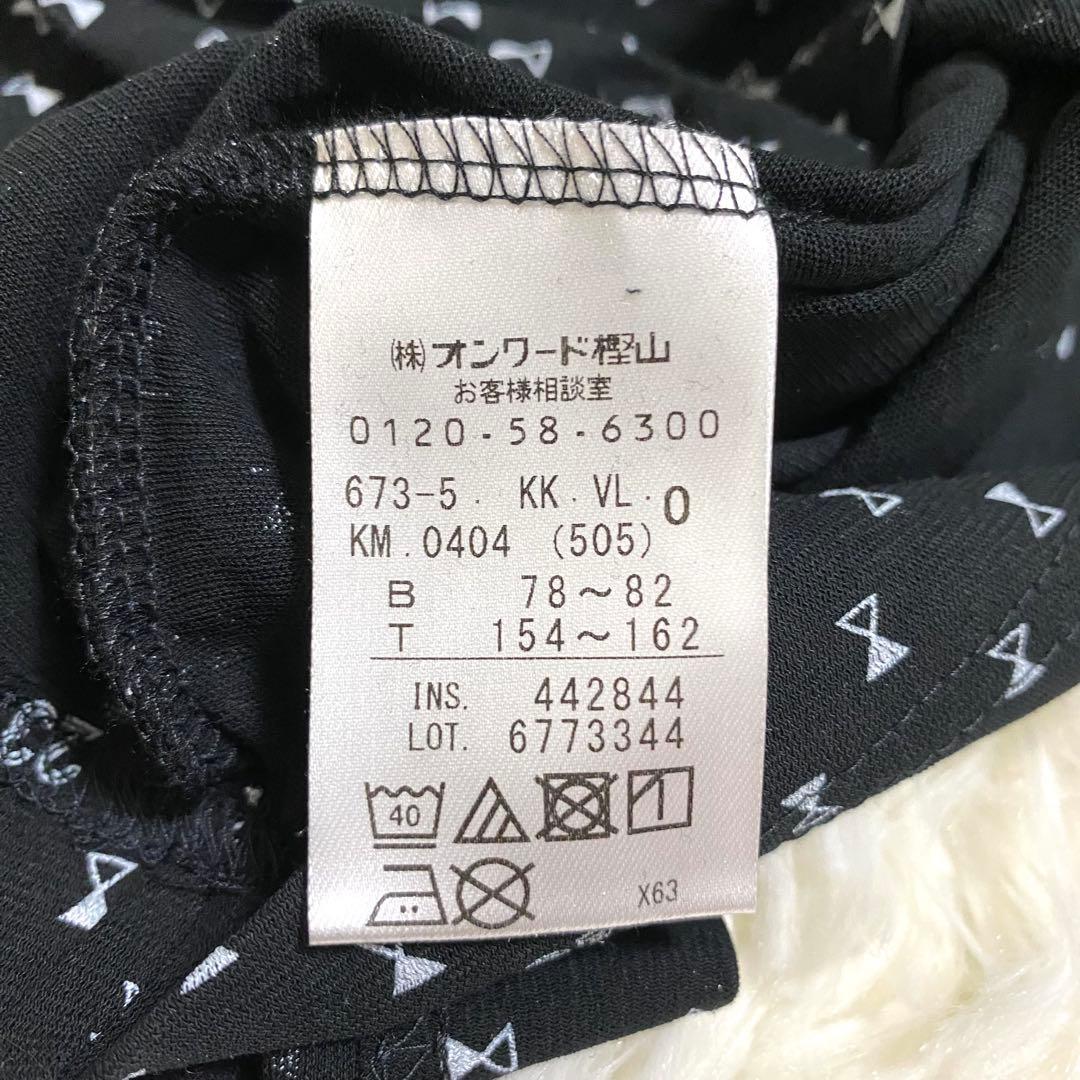 (株)オンワード樫山
お客様相談室
0120-58-6300
673-5. KK. VL. 0
KM.0404 (505)
B 78～82
T 154～162
INS. 442844
LOT. 6773344
40
X63